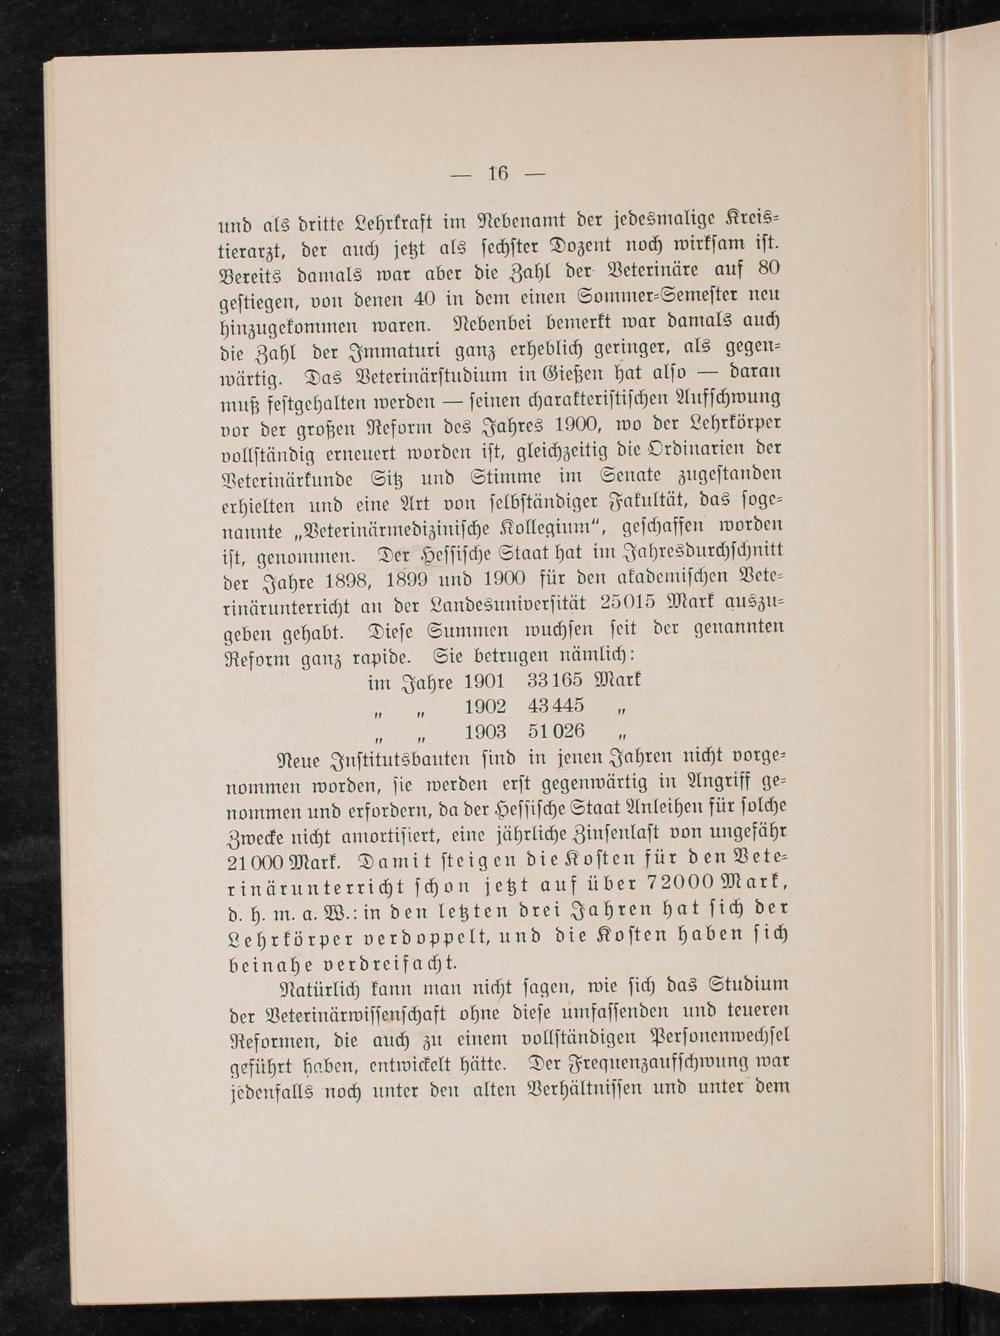 — 16 —
und als dritte Lehrkraft im Nebenamt der jedesmalige Kreis-
tierarzt, der auch jetzt als sechster Dozent noch wirksam ist.
Bereits damals war aber die Zahl der Veterinäre auf 80
gestiegen, von denen 40 in dem einen Sommer-Semester neu
hinzugekommen waren. Nebenbei bemerkt war damals auch
die Zahl der Immaturi ganz erheblich geringer, als gegen-
wärtig. Das Veterinärstudium in Gießen hat also — daran
muß festgehalten werden — seinen charakteristischen Aufschwung
vor der großen Reform des Jahres 1900, wo der Lehrkörper
vollständig erneuert worden ist, gleichzeitig die Ordinarien der
Veterinärkunde Sitz und Stimme im Senate zugestanden
erhielten und eine Art von selbständiger Fakultät, das soge-
nannte „Veterinärmedizinische Kollegium“, geschaffen worden
ist, genommen. Der Hessische Staat hat im Jahresdurchschnitt
der Jahre 1898, 1899 und 1900 für den akademischen Vete-
rinärunterricht an der Landesuniversität 25015 Mark auszu-
geben gehabt. Diese Summen wuchsen seit der genannten
Reform ganz rapide. Sie betrugen nämlich:
im Jahre 1901 33165 Mark
„ „ 1902 43445 „
„ „ 1903 51026 „
Neue Institutsbauten sind in jenen Jahren nicht vorge-
nommen worden, sie werden erst gegenwärtig in Angriff ge-
nommen und erfordern, da der Hessische Staat Anleihen für solche
Zwecke nicht amortisiert, eine jährliche Zinsenlast von ungefähr
21000 Mark. Damit steigen die Kosten für den Vete-
rinärunterricht schon jetzt auf über 72000 Mark,
d. h. m. a. W.: in den letzten drei Jahren hat sich der
Lehrkörper verdoppelt, und die Kosten haben sich
beinahe verdreifacht.
Natürlich kann man nicht sagen, wie sich das Studium
der Veterinärwissenschaft ohne diese umfassenden und teueren
Reformen, die auch zu einem vollständigen Personenwechsel
geführt haben, entwickelt hätte. Der Frequenzaufschwung war
jedenfalls noch unter den alten Verhältnissen und unter dem